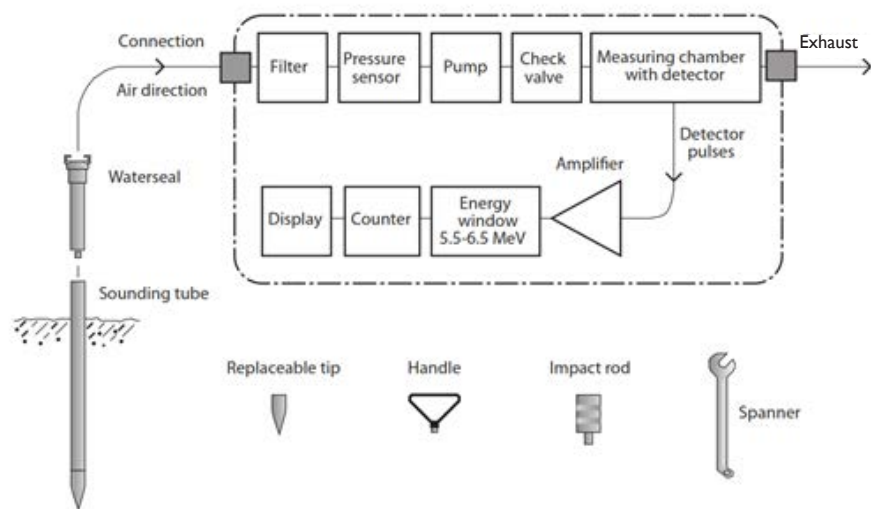 Connection
Air direction
Filter
Pressure
sensor
Pump
Check
valve
Measuring chamber
with detector
Exhaust
Detector
pulses
Amplifier
Energy
window
5.5-6.5 MeV
Counter
Display
Waterseal
Sounding tube
Replaceable tip
Handle
Impact rod
Spanner